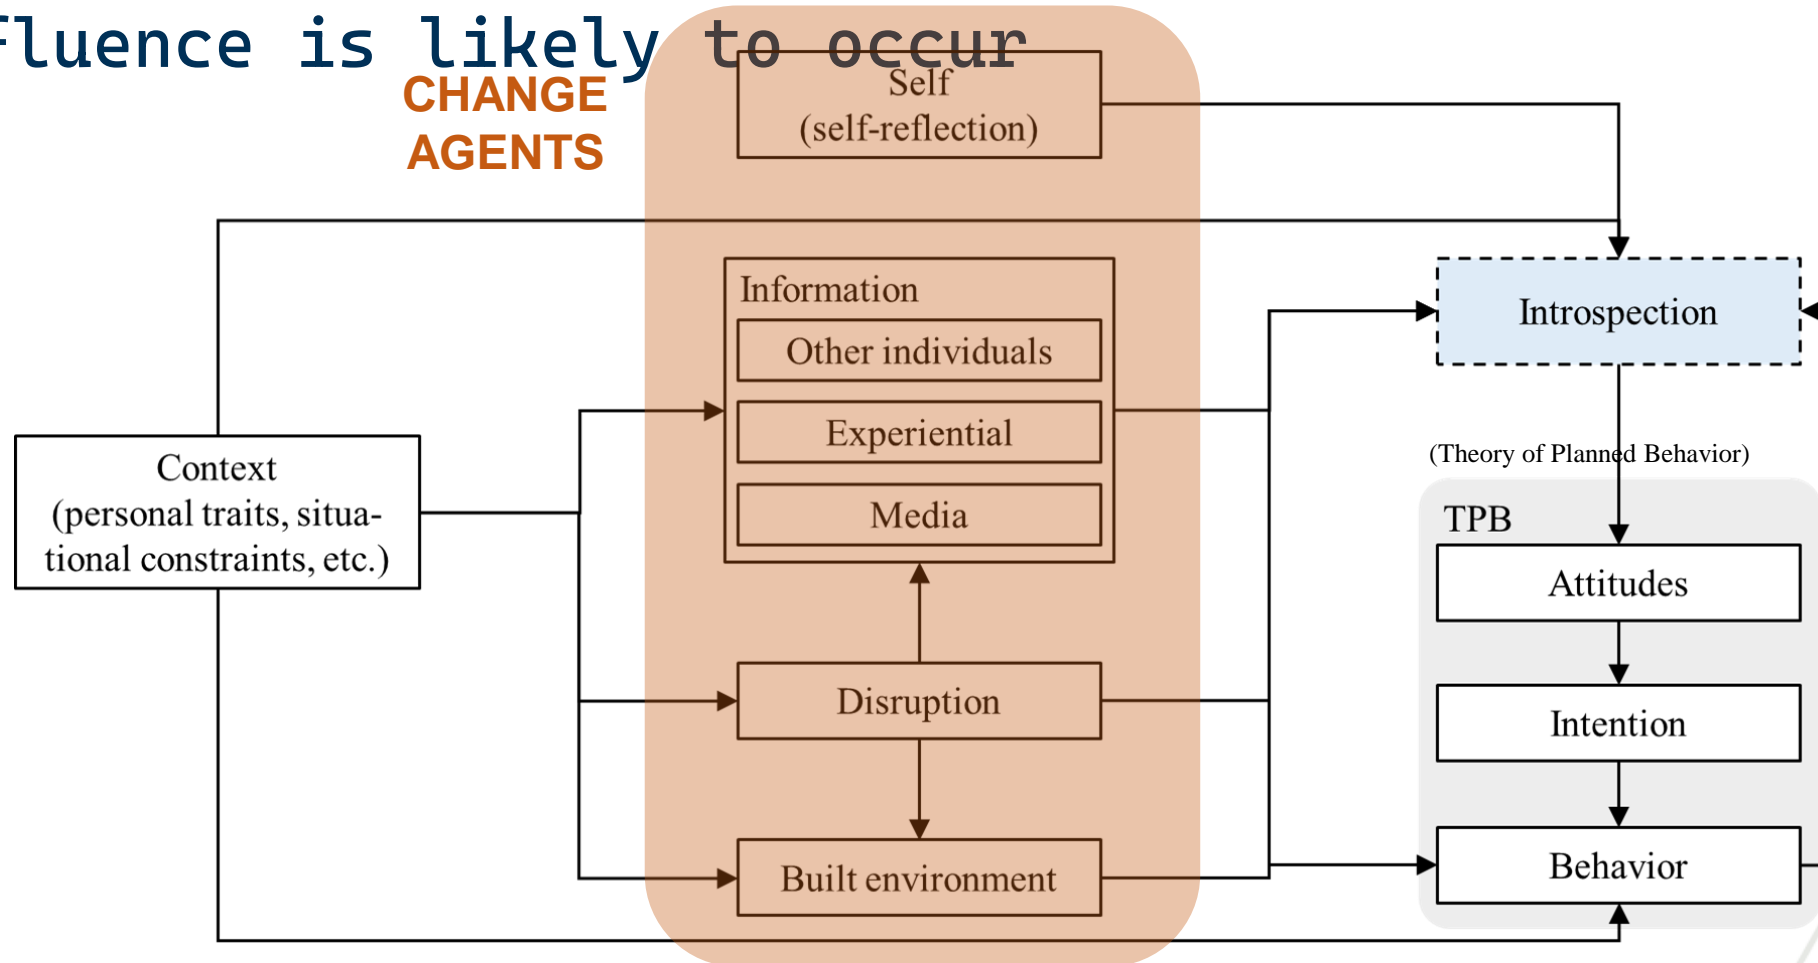 fluence is likely to occur
CHANGE
AGENTS
Self
(self-reflection)
Information
Other individuals
Experiential
Media
Context
(personal traits, situa-
tional constraints, etc.)
Disruption
Built environment
Introspection
(Theory of Planned Behavior)
TPB
Attitudes
Intention
Behavior